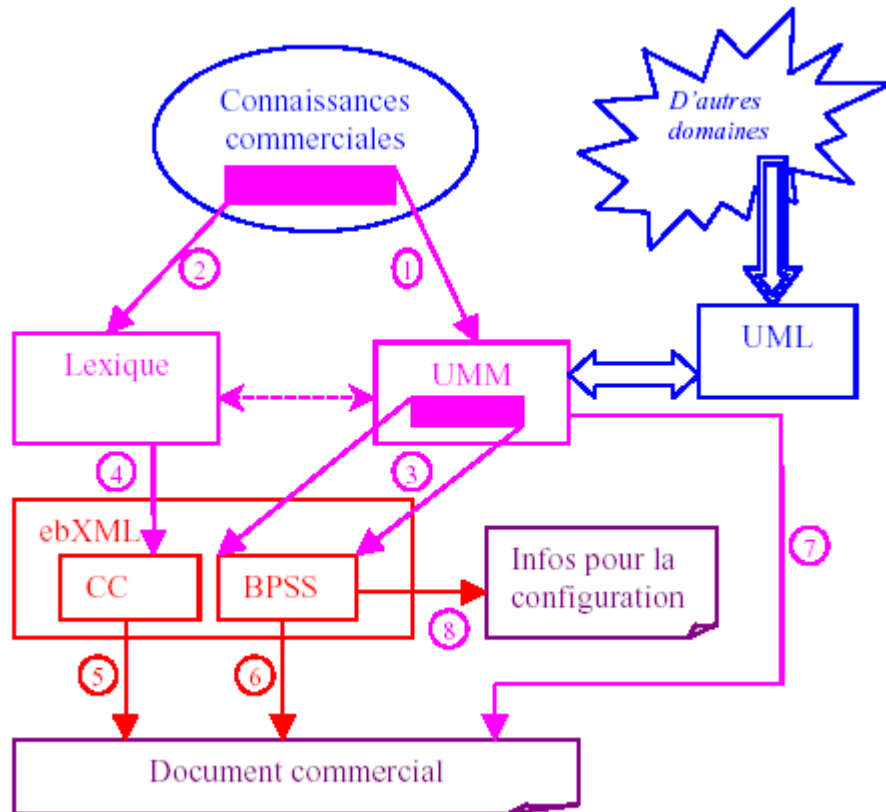 Connaissances
commerciales
D'autres
domaines
2
1
Lexique
UMM
UML
4
3
7
ebXML
CC
BPSS
Infos pour la
configuration
8
5
6
Document commercial